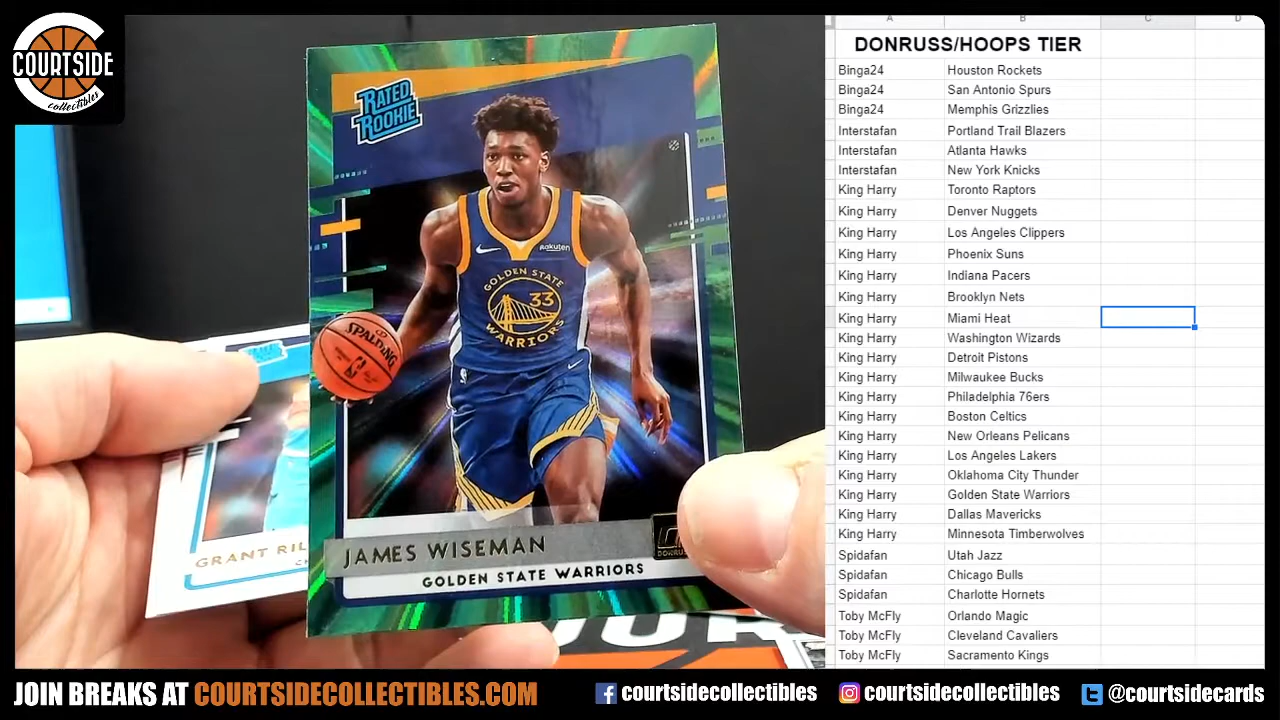 COURTSIDE
collectibles
RATED
ROOKIE
Rakuten
GOLDEN STATE
33
WARRIORS
SPALDING
JAMES WISEMAN
GOLDEN STATE WARRIORS
DONRUSS
GRANT RIL
A B C D
DONRUSS/HOOPS TIER
Binga24 Houston Rockets
Binga24 San Antonio Spurs
Binga24 Memphis Grizzlies
Interstafan Portland Trail Blazers
Interstafan Atlanta Hawks
Interstafan New York Knicks
King Harry Toronto Raptors
King Harry Denver Nuggets
King Harry Los Angeles Clippers
King Harry Phoenix Suns
King Harry Indiana Pacers
King Harry Brooklyn Nets
King Harry Miami Heat
King Harry Washington Wizards
King Harry Detroit Pistons
King Harry Milwaukee Bucks
King Harry Philadelphia 76ers
King Harry Boston Celtics
King Harry New Orleans Pelicans
King Harry Los Angeles Lakers
King Harry Oklahoma City Thunder
King Harry Golden State Warriors
King Harry Dallas Mavericks
King Harry Minnesota Timberwolves
Spidafan Utah Jazz
Spidafan Chicago Bulls
Spidafan Charlotte Hornets
Toby McFly Orlando Magic
Toby McFly Cleveland Cavaliers
Toby McFly Sacramento Kings
JOIN BREAKS AT COURTSIDECOLLECTIBLES.COM
courtsidecollectibles
courtsidecollectibles
@courtsidecards